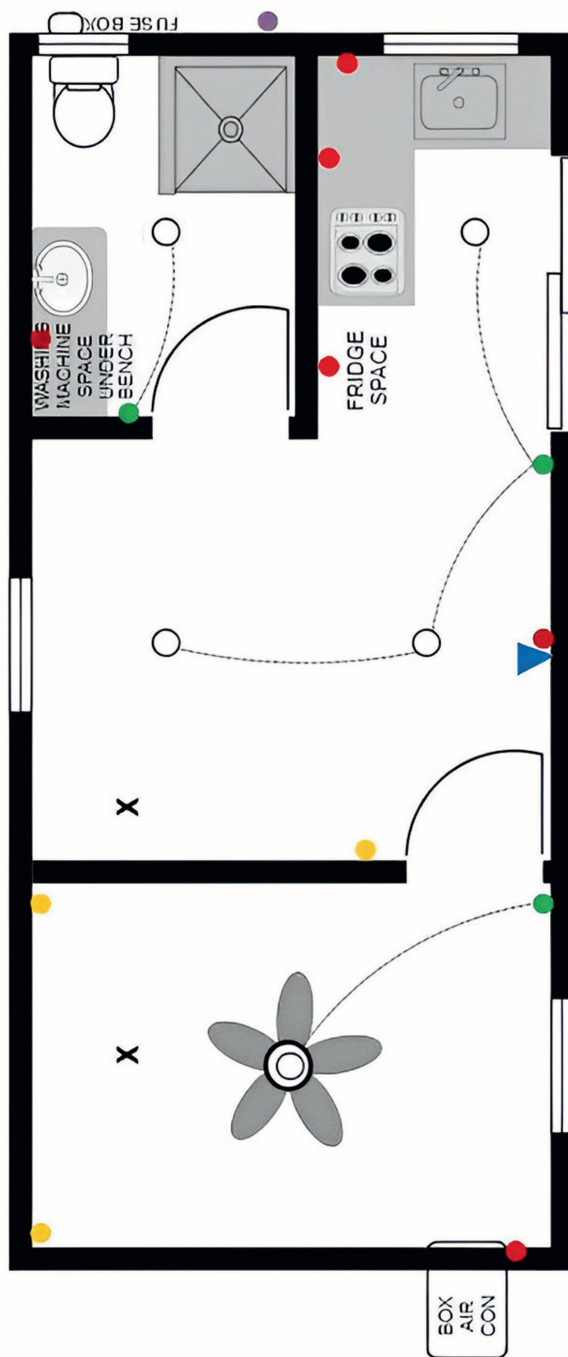 FUSE BOX
WASHING
MACHINE
SPACE
UNDER
BENCH
FRIDGE
SPACE
X
X
BOX
AIR
CON